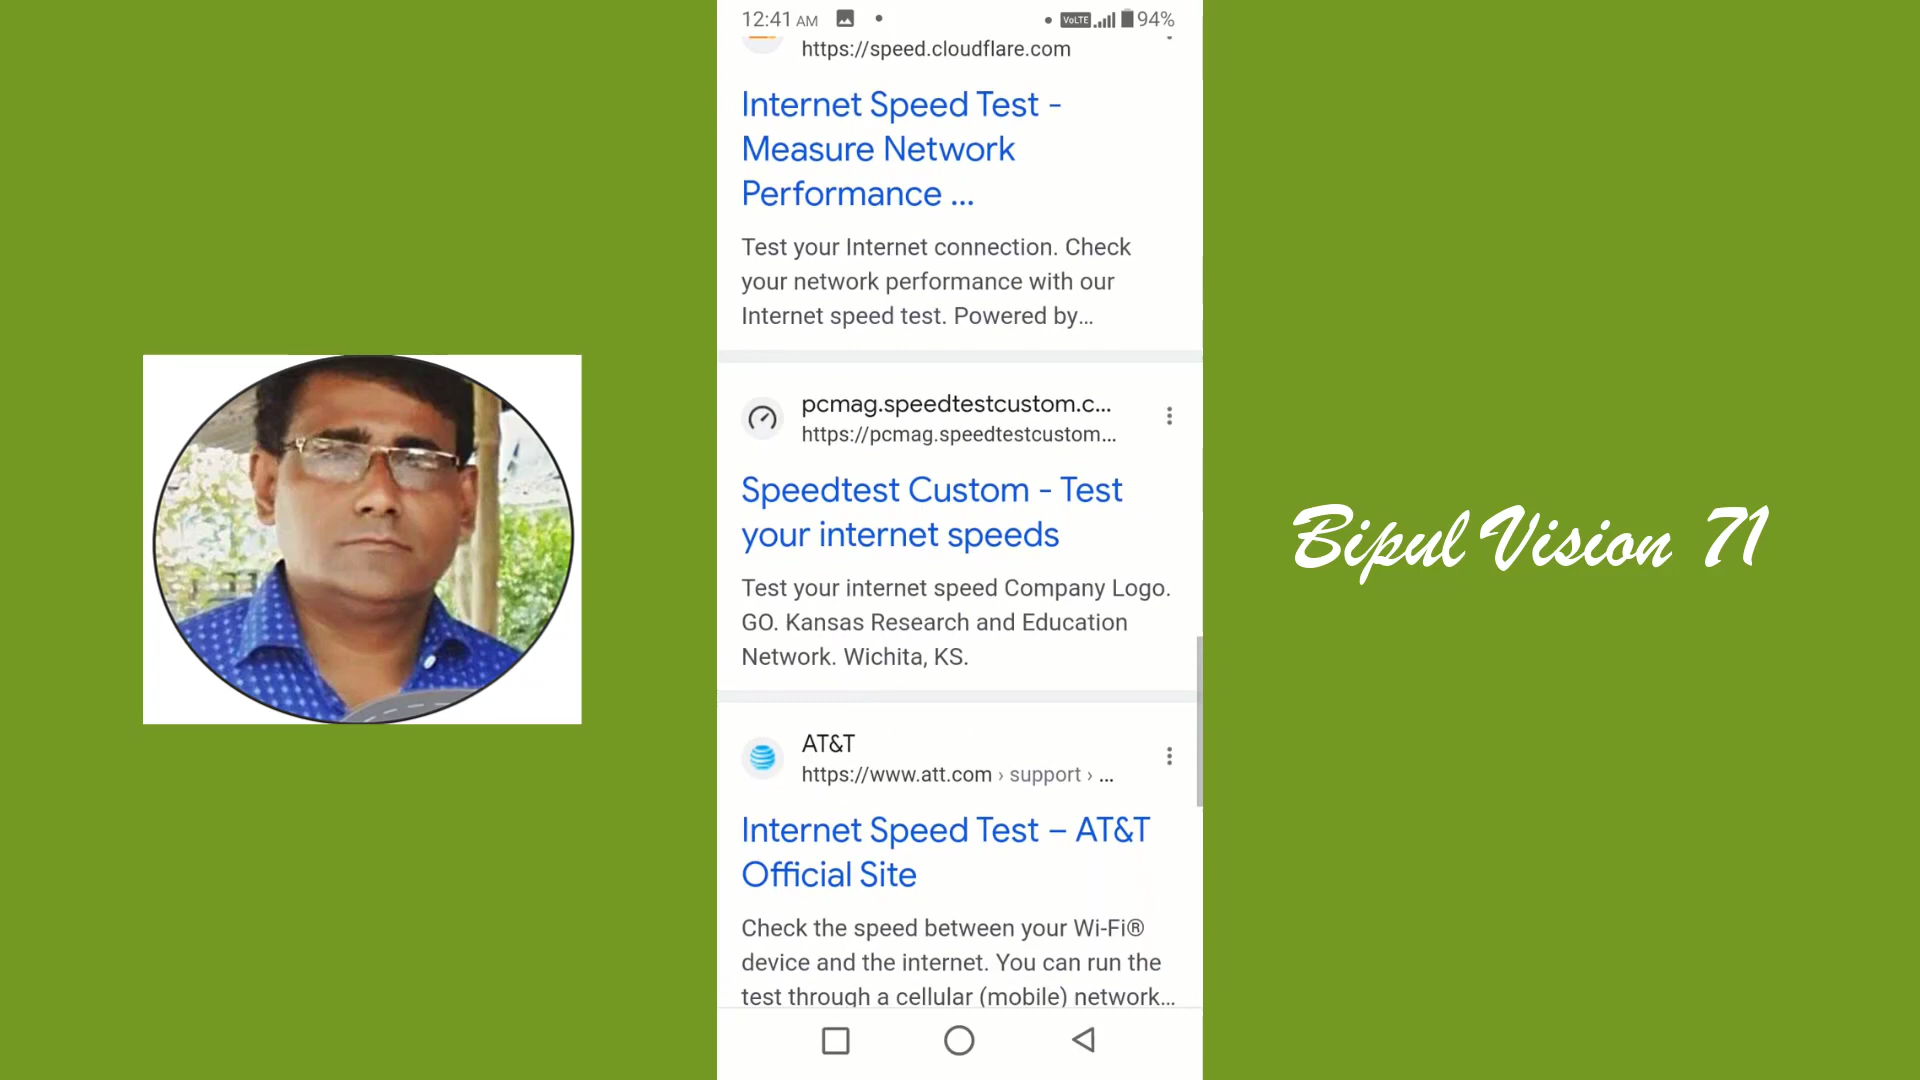 12:41 AM
VoLTE
94%
https://speed.cloudflare.com
Internet Speed Test -
Measure Network
Performance ...
Test your Internet connection. Check
your network performance with our
Internet speed test. Powered by...
pcmag.speedtestcustom.c...
https://pcmag.speedtestcustom...
Speedtest Custom - Test
your internet speeds
Test your internet speed Company Logo.
GO. Kansas Research and Education
Network. Wichita, KS.
AT&T
https://www.att.com › support › ...
Internet Speed Test – AT&T
Official Site
Check the speed between your Wi-Fi®
device and the internet. You can run the
test through a cellular (mobile) network...
Bipul Vision 71